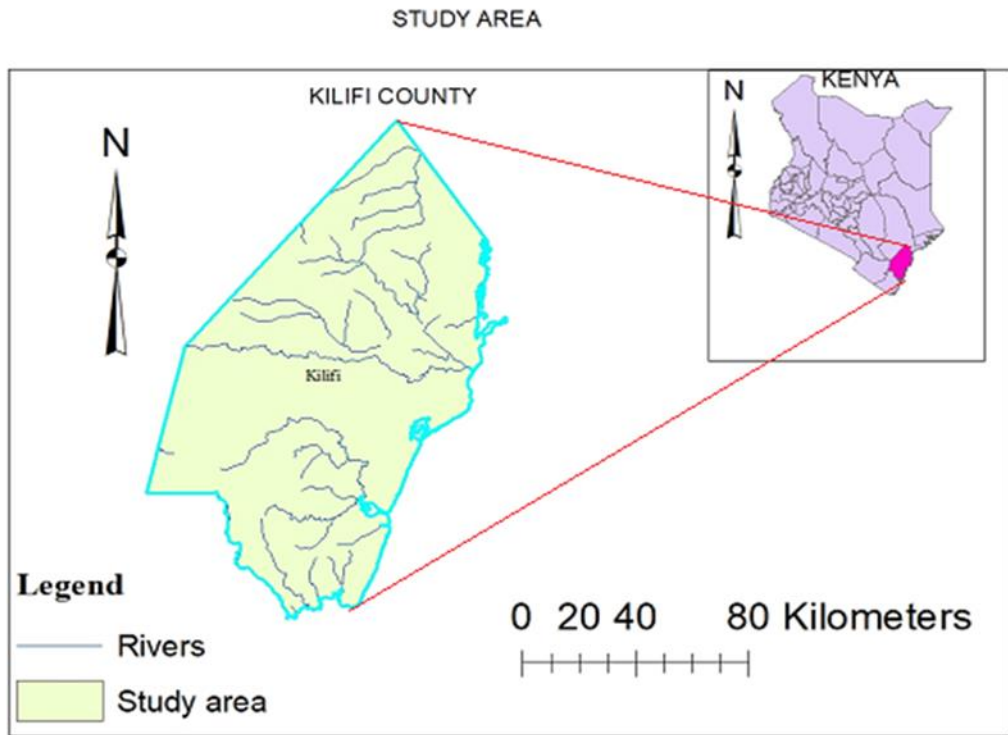 STUDY AREA
KILIFI COUNTY
KENYA
N
N
Kilifi
Legend
Rivers
Study area
0 20 40 80 Kilometers